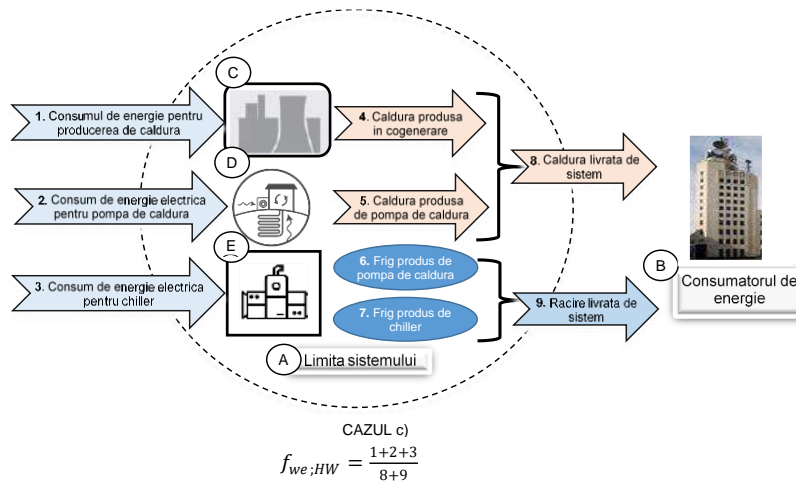 C
1. Consumul de energie pentru
producerea de caldura
4. Caldura produsa
in cogenerare
D
8. Caldura livrata de
sistem
2. Consum de energie electrica
pentru pompa de caldura
5. Caldura produsa
de pompa de caldura
E
6. Frig produs de
pompa de caldura
B
3. Consum de energie electrica
pentru chiller
Consumatorul de
energie
7. Frig produs de
chiller
9. Racire livrata de
sistem
A
Limita sistemului
CAZUL c)
f_{we;HW} = \frac{1+2+3}{8+9}